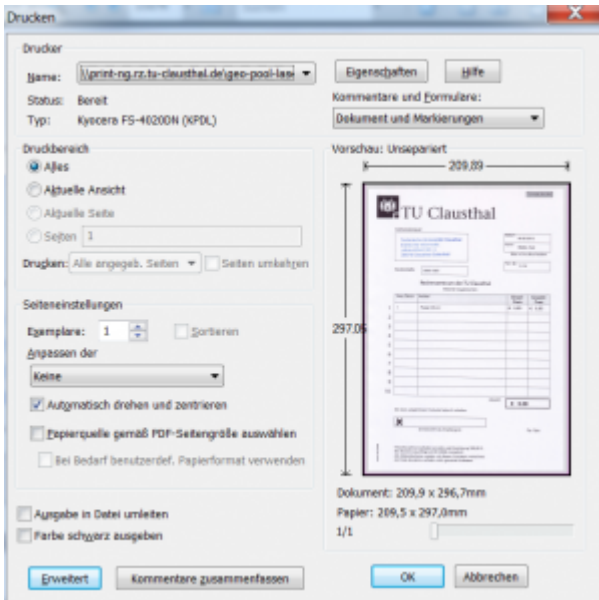 Drucken
Drucker
Name: \\print-ng.rz.tu-clausthal.de\geo-pool-las
Eigenschaften
Hilfe
Status: Bereit
Kommentare und Formulare:
Typ: Kyocera FS-4020DN (KPDL)
Dokument und Markierungen
Druckbereich
Alles
Aktuelle Ansicht
Aktuelle Seite
Seiten 1
Drucken: Alle angegeb. Seiten
Seiten umkehren
Seiteneinstellungen
Exemplare: 1
Sortieren
Anpassen der
Keine
Automatisch drehen und zentrieren
Papierquelle gemäß PDF-Seitengröße auswählen
Bei Bedarf benutzerdef. Papierformat verwenden
Ausgabe in Datei umleiten
Farbe schwarz ausgeben
Erweitert
Kommentare zusammenfassen
Vorschau: Unsepariert
209,89
TU Clausthal
297,05
Dokument: 209,9 x 296,7mm
Papier: 209,5 x 297,0mm
1/1
OK
Abbrechen